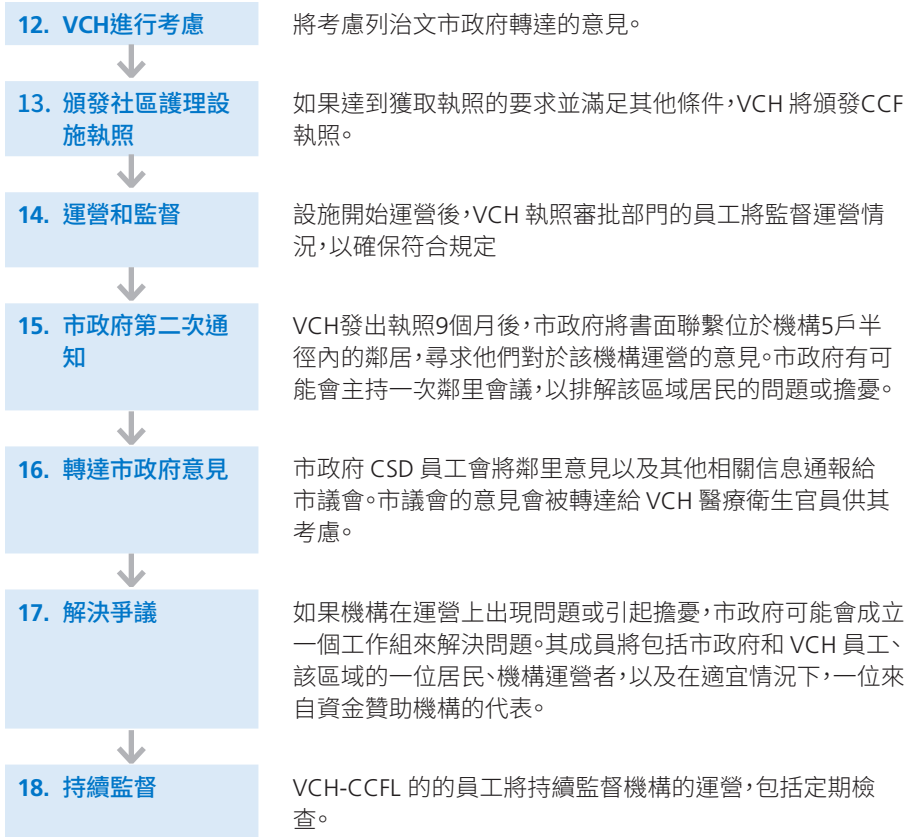 12. VCH進行考慮
將考慮列治文市政府轉達的意見。
13. 頒發社區護理設
施執照
如果達到獲取執照的要求並滿足其他條件，VCH 將頒發CCF
執照。
14. 運營和監督
設施開始運營後，VCH 執照審批部門的員工將監督運營情
況，以確保符合規定
15. 市政府第二次通
知
VCH發出執照9個月後，市政府將書面聯繫位於機構5戶半
徑內的鄰居，尋求他們對於該機構運營的意見。市政府有可
能會主持一次鄰里會議，以排解該區域居民的問題或擔憂。
16. 轉達市政府意見
市政府 CSD 員工會將鄰里意見以及其他相關信息通報給
市議會。市議會的意見會被轉達給 VCH 醫療衛生官員供其
考慮。
17. 解決爭議
如果機構在運營上出現問題或引起擔憂，市政府可能會成立
一個工作組來解決問題。其成員將包括市政府和 VCH 員工、
該區域的一位居民、機構運營者，以及在適宜情況下，一位來
自資金贊助機構的代表。
18. 持續監督
VCH-CCFL 的的員工將持續監督機構的運營，包括定期檢
查。